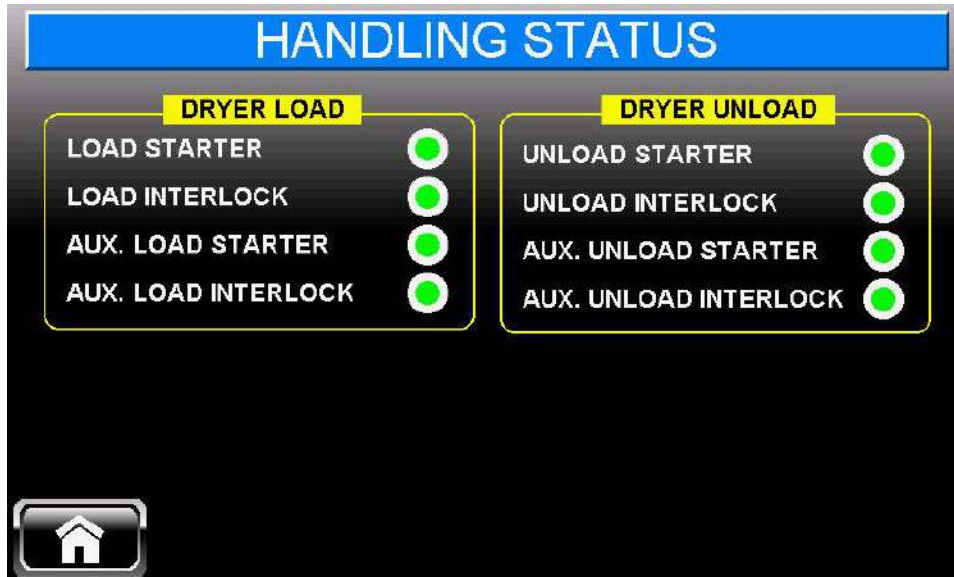 HANDLING STATUS
DRYER LOAD
LOAD STARTER
LOAD INTERLOCK
AUX. LOAD STARTER
AUX. LOAD INTERLOCK
DRYER UNLOAD
UNLOAD STARTER
UNLOAD INTERLOCK
AUX. UNLOAD STARTER
AUX. UNLOAD INTERLOCK